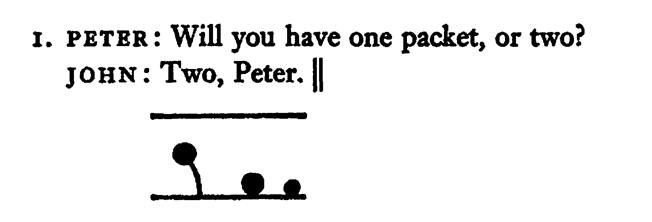 1. PETER: Will you have one packet, or two?
JOHN: Two, Peter. ‖